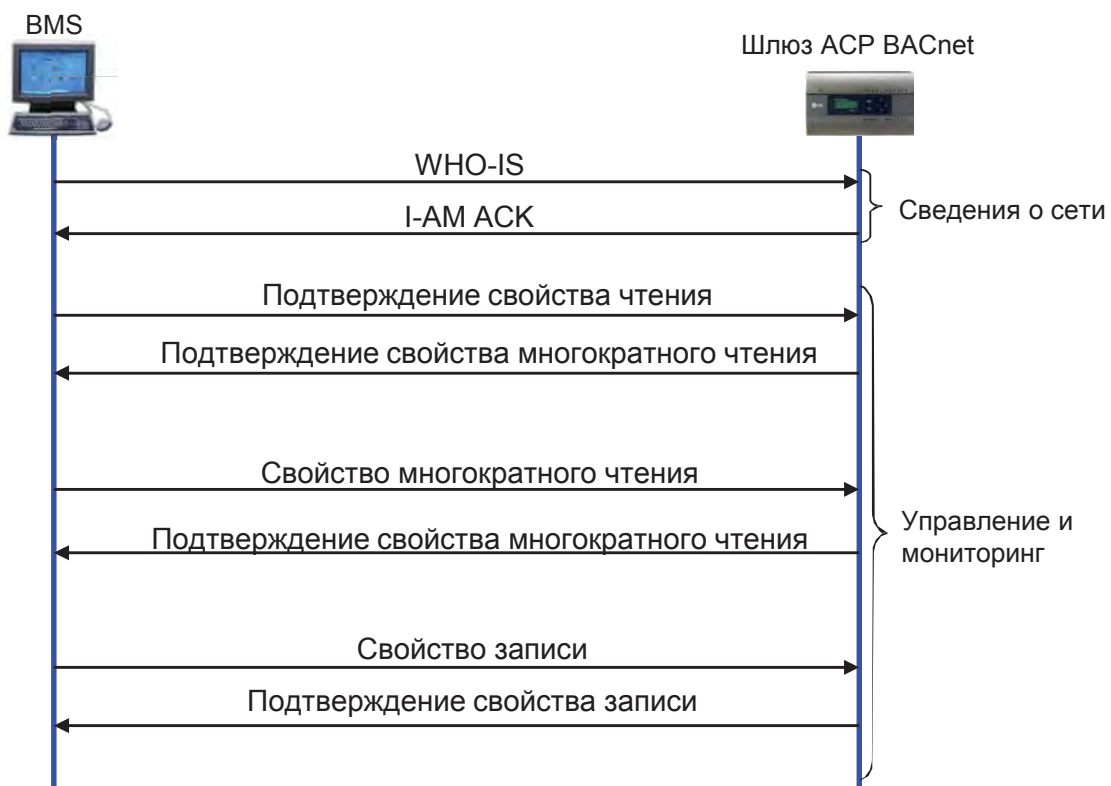 BMS
Шлюз ACP BACnet
WHO-IS
I-AM ACK
Сведения о сети
Подтверждение свойства чтения
Подтверждение свойства многократного чтения
Свойство многократного чтения
Подтверждение свойства многократного чтения
Управление и
мониторинг
Свойство записи
Подтверждение свойства записи